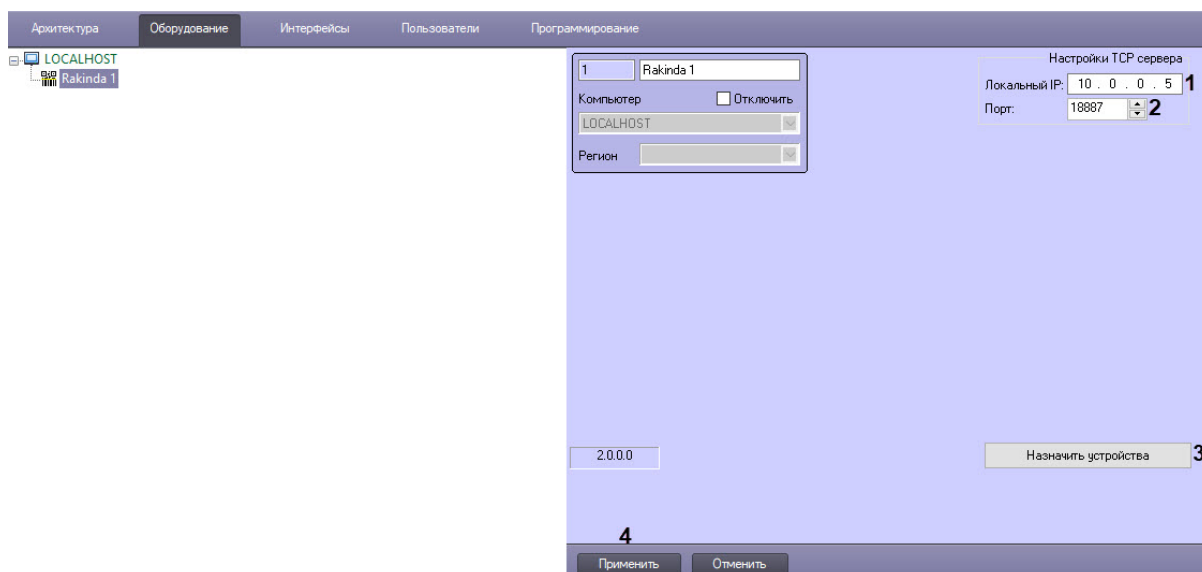 Архитектура Оборудование Интерфейсы Пользователи Программирование
LOCALHOST
Rakinda 1
1 Rakinda 1
Компьютер Отключить
LOCALHOST
Регион
Настройки TCP сервера
Локальный IP: 10 . 0 . 0 . 5 1
Порт: 18887 2
2.0.0.0
Назначить устройства 3
4
Применить Отменить